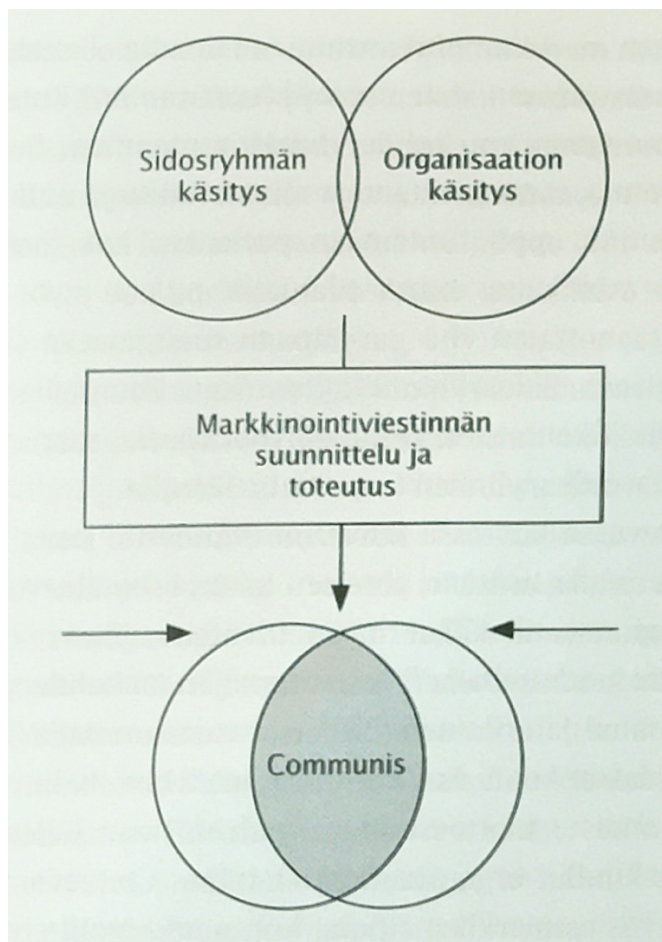 Sidosryhmän
käsitys
Organisaation
käsitys
Markkinointiviestinnän
suunnittelu ja
toteutus
Communis